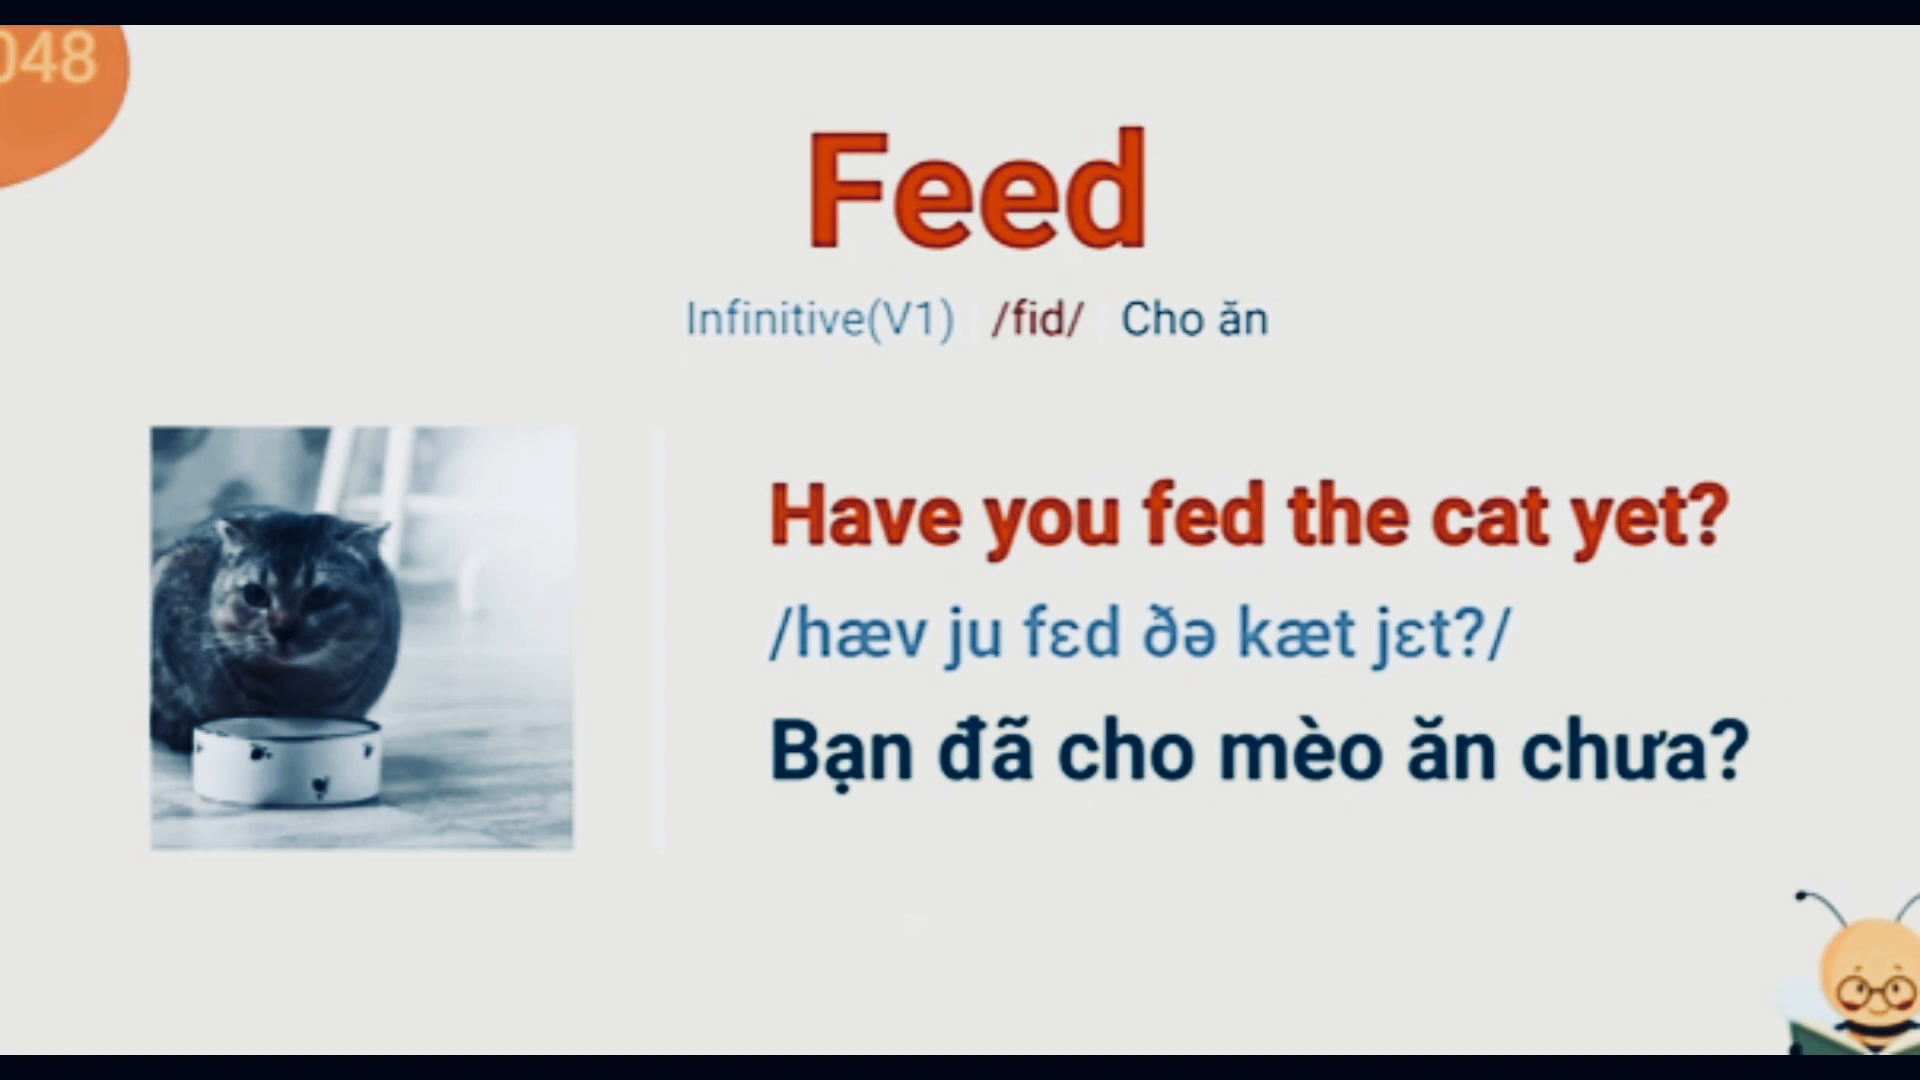 048
Feed
Infinitive(V1) /fid/ Cho ăn
Have you fed the cat yet?
/hæv ju fɛd ðə kæt jɛt?/
Bạn đã cho mèo ăn chưa?